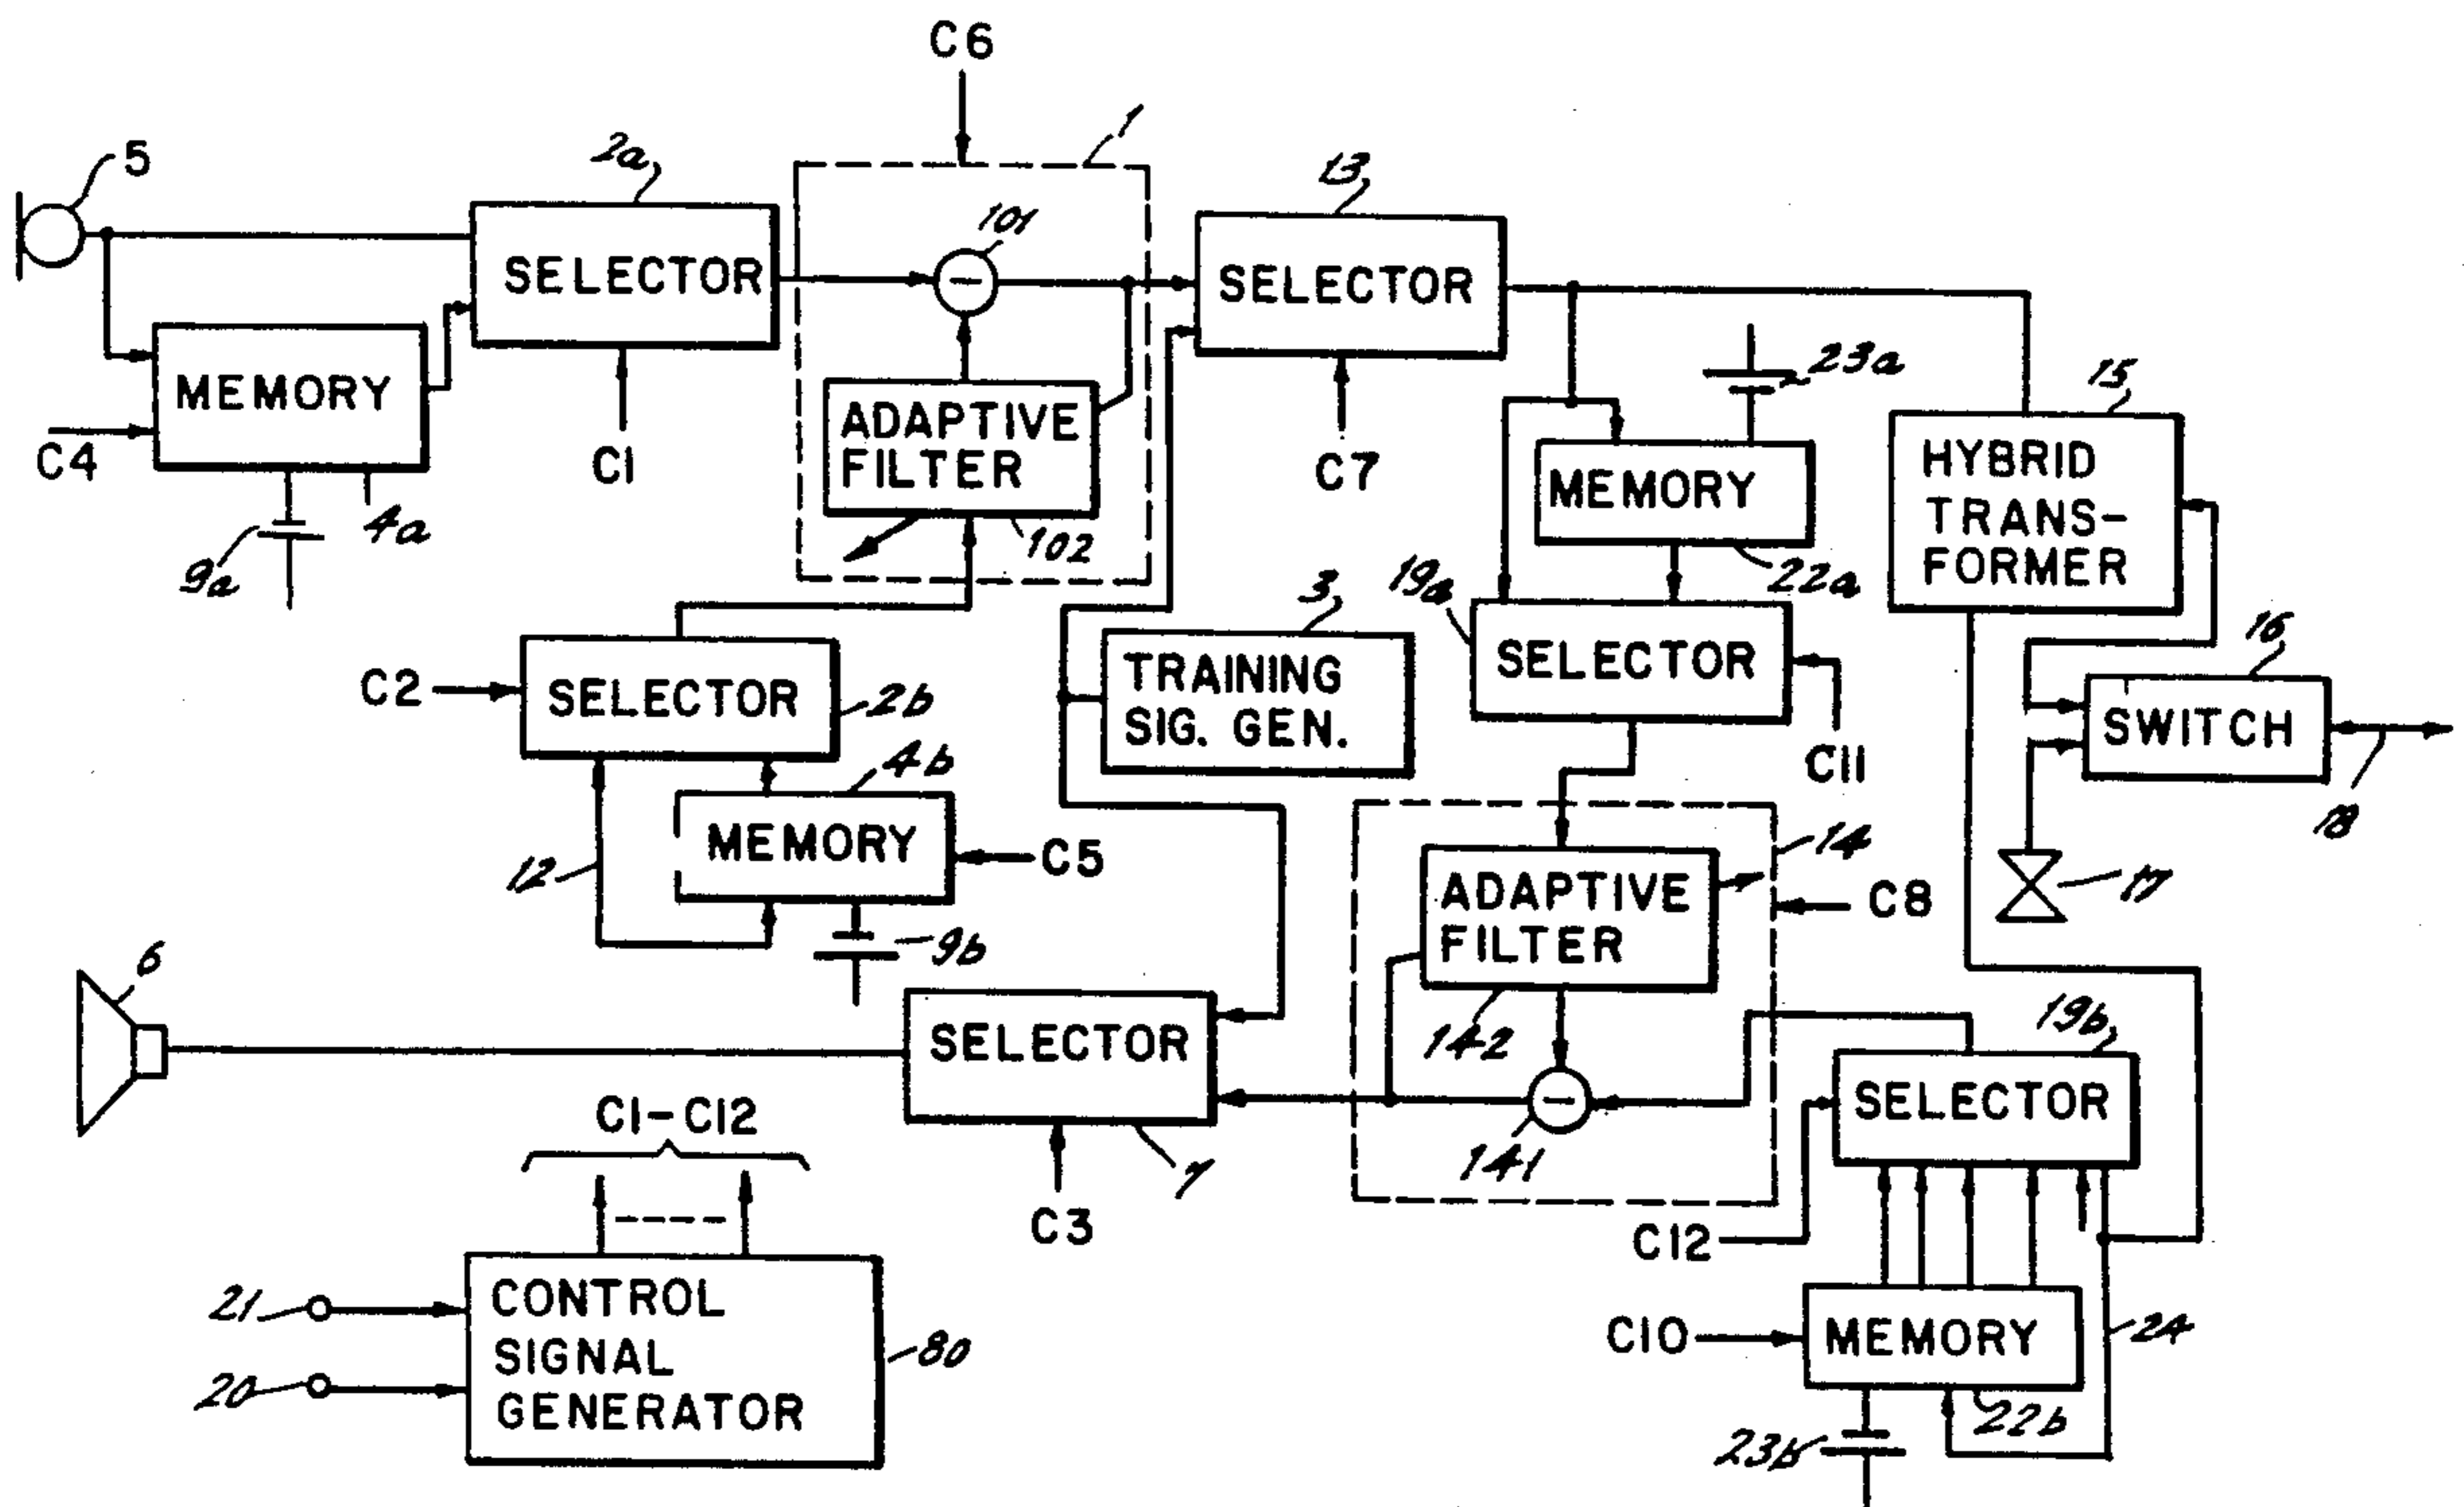 C6
1
5
2a
13
101
SELECTOR
SELECTOR
23a
15
MEMORY
ADAPTIVE
FILTER
HYBRID
TRANS-
FORMER
C4
C1
C7
MEMORY
4a
9a
102
22a
3
19a
16
C2
SELECTOR
2b
TRAINING
SIG. GEN.
SELECTOR
SWITCH
4b
C11
18
MEMORY
C5
12
14
17
ADAPTIVE
FILTER
C8
9b
6
19b
SELECTOR
142
SELECTOR
C1-C12
141
7
C3
C12
21
CONTROL
SIGNAL
GENERATOR
80
C10
MEMORY
24
20
22b
23b